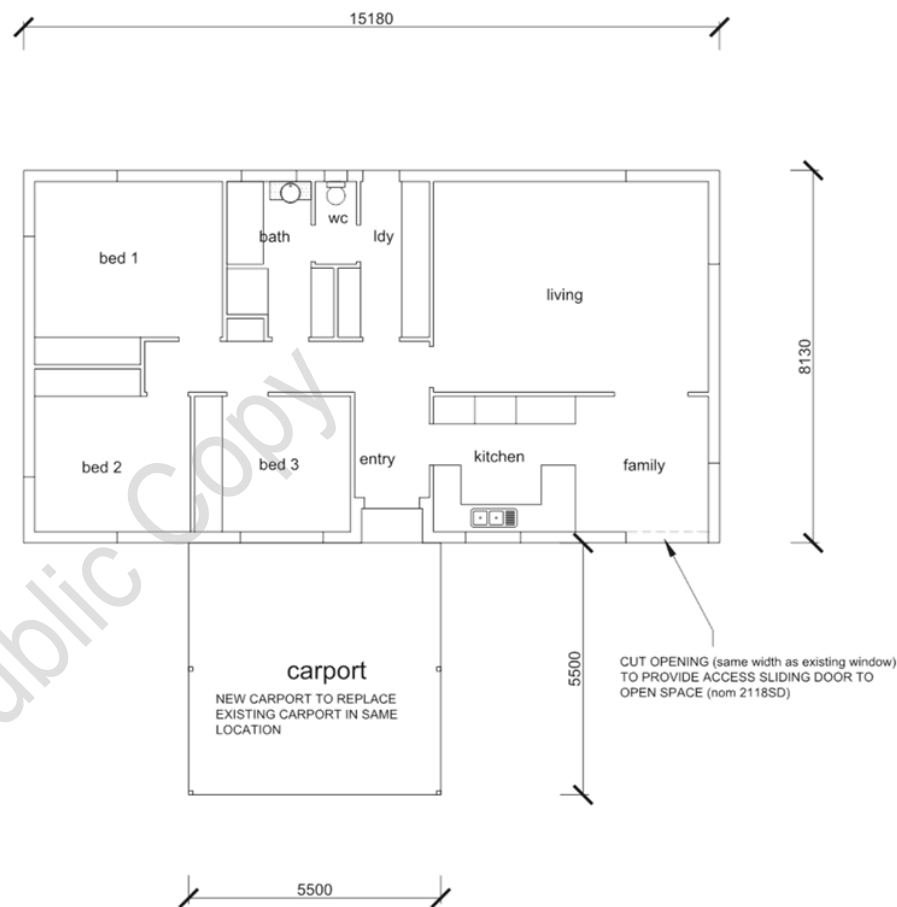 15180
wc
bath
ldy
bed 1
living
8130
bed 2
bed 3
entry
kitchen
family
Public Copy
carport
NEW CARPORT TO REPLACE
EXISTING CARPORT IN SAME
LOCATION
5500
CUT OPENING (same width as existing window)
TO PROVIDE ACCESS SLIDING DOOR TO
OPEN SPACE (nom 2118SD)
5500